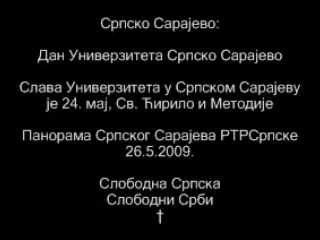 Српско Сарајево:
Дан Универзитета Српско Сарајево
Слава Универзитета у Српском Сарајеву
је 24. мај, Св. Ћирило и Методије
Панорама Српског Сарајева РТРСрпске
26.5.2009.
Слободна Српска
Слободни Срби
†